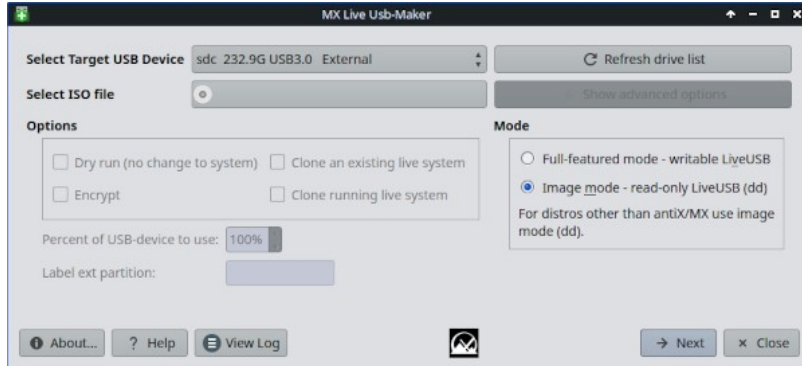 MX Live Usb-Maker
Select Target USB Device sdc 232.9G USB3.0 External Refresh drive list
Select ISO file Show advanced options
Options
Dry run (no change to system) Clone an existing live system
Encrypt Clone running live system
Percent of USB-device to use: 100%
Label ext partition:
Mode
Full-featured mode - writable LiveUSB
Image mode - read-only LiveUSB (dd)
For distros other than antiX/MX use image
mode (dd).
About... ? Help View Log Next Close